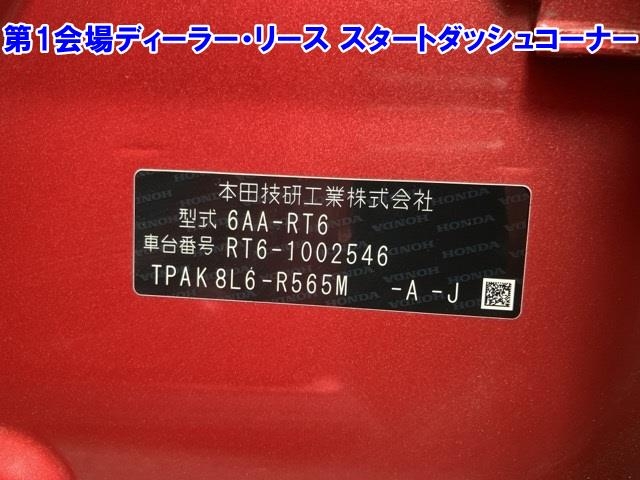 第1会場ディーラー・リース スタートダッシュコーナー
本田技研工業株式会社
型式 6AA-RT6
車台番号 RT6-1002546
TPAK8L6-R565M -A-J